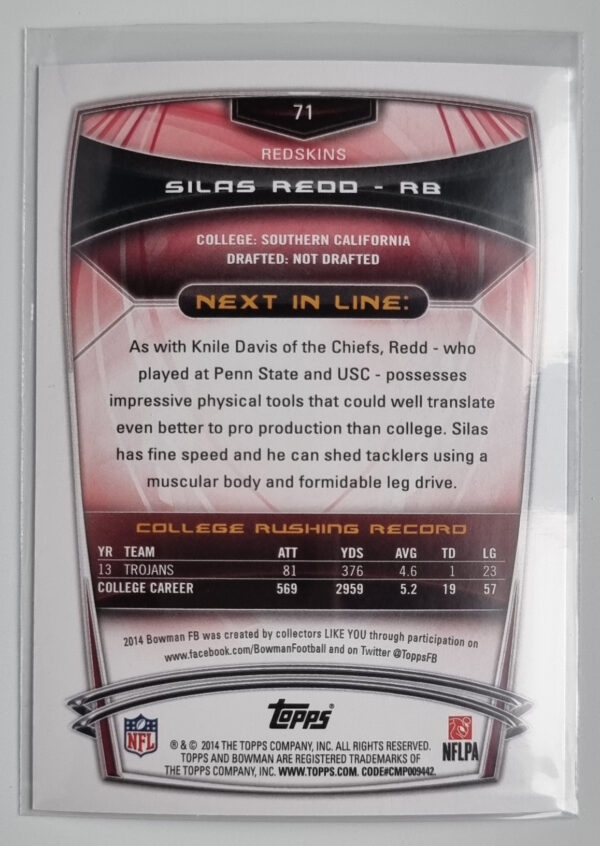 71
REDSKINS
SILAS REDD - RB
COLLEGE: SOUTHERN CALIFORNIA
DRAFTED: NOT DRAFTED
NEXT IN LINE:
As with Knile Davis of the Chiefs, Redd - who
played at Penn State and USC - possesses
impressive physical tools that could well translate
even better to pro production than college. Silas
has fine speed and he can shed tacklers using a
muscular body and formidable leg drive.
COLLEGE RUSHING RECORD
YR TEAM ATT YDS AVG TD LG
13 TROJANS 81 376 4.6 1 23
COLLEGE CAREER 569 2959 5.2 19 57
2014 Bowman FB was created by collectors LIKE YOU through participation on
www.facebook.com/BowmanFootball and on Twitter @ToppsFB
topps
NFL
NFLPA
® & © 2014 THE TOPPS COMPANY, INC. ALL RIGHTS RESERVED.
TOPPS AND BOWMAN ARE REGISTERED TRADEMARKS OF
THE TOPPS COMPANY, INC. WWW.TOPPS.COM. CODE#CMP009442.